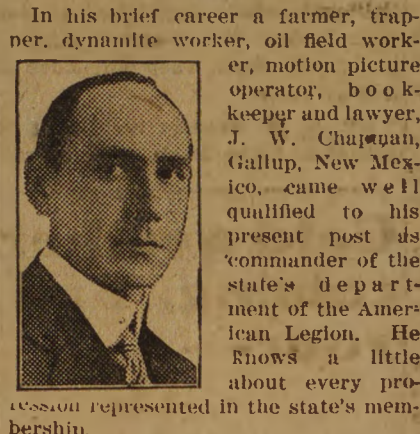 In his brief career a farmer, trap-
per, dynamite worker, oil field work-
er, motion picture
operator, book-
keeper and lawyer,
J. W. Chapman,
Gallup, New Mex-
ico, came well
qualified to his
present post as
commander of the
state's depart-
ment of the Amer-
ican Legion. He
Knows a little
about every pro-
fession represented in the state's mem-
bership